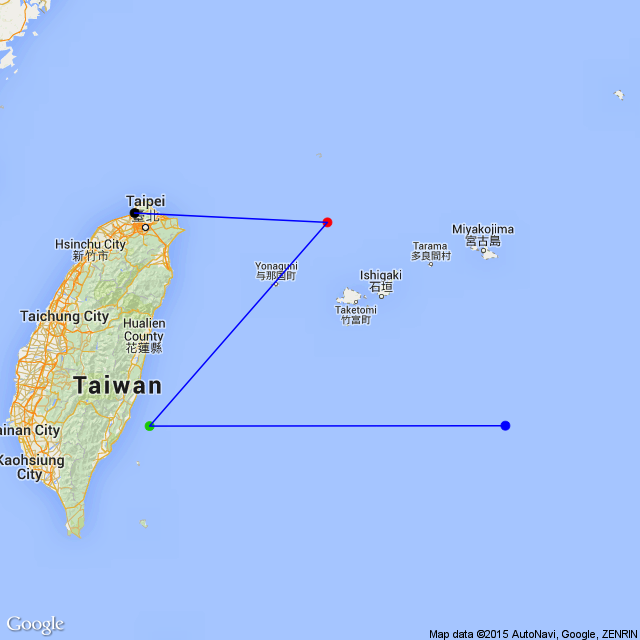 Taipei
臺北
Hsinchu City
新竹市
Miyakojima
宮古島
Tarama
多良間村
Yonaguni
与那国町
Ishigaki
石垣
Taketomi
竹富町
Taichung City
Hualien
County
花蓮縣
Taiwan
ainan City
Kaohsiung
City
Google
Map data ©2015 AutoNavi, Google, ZENRIN